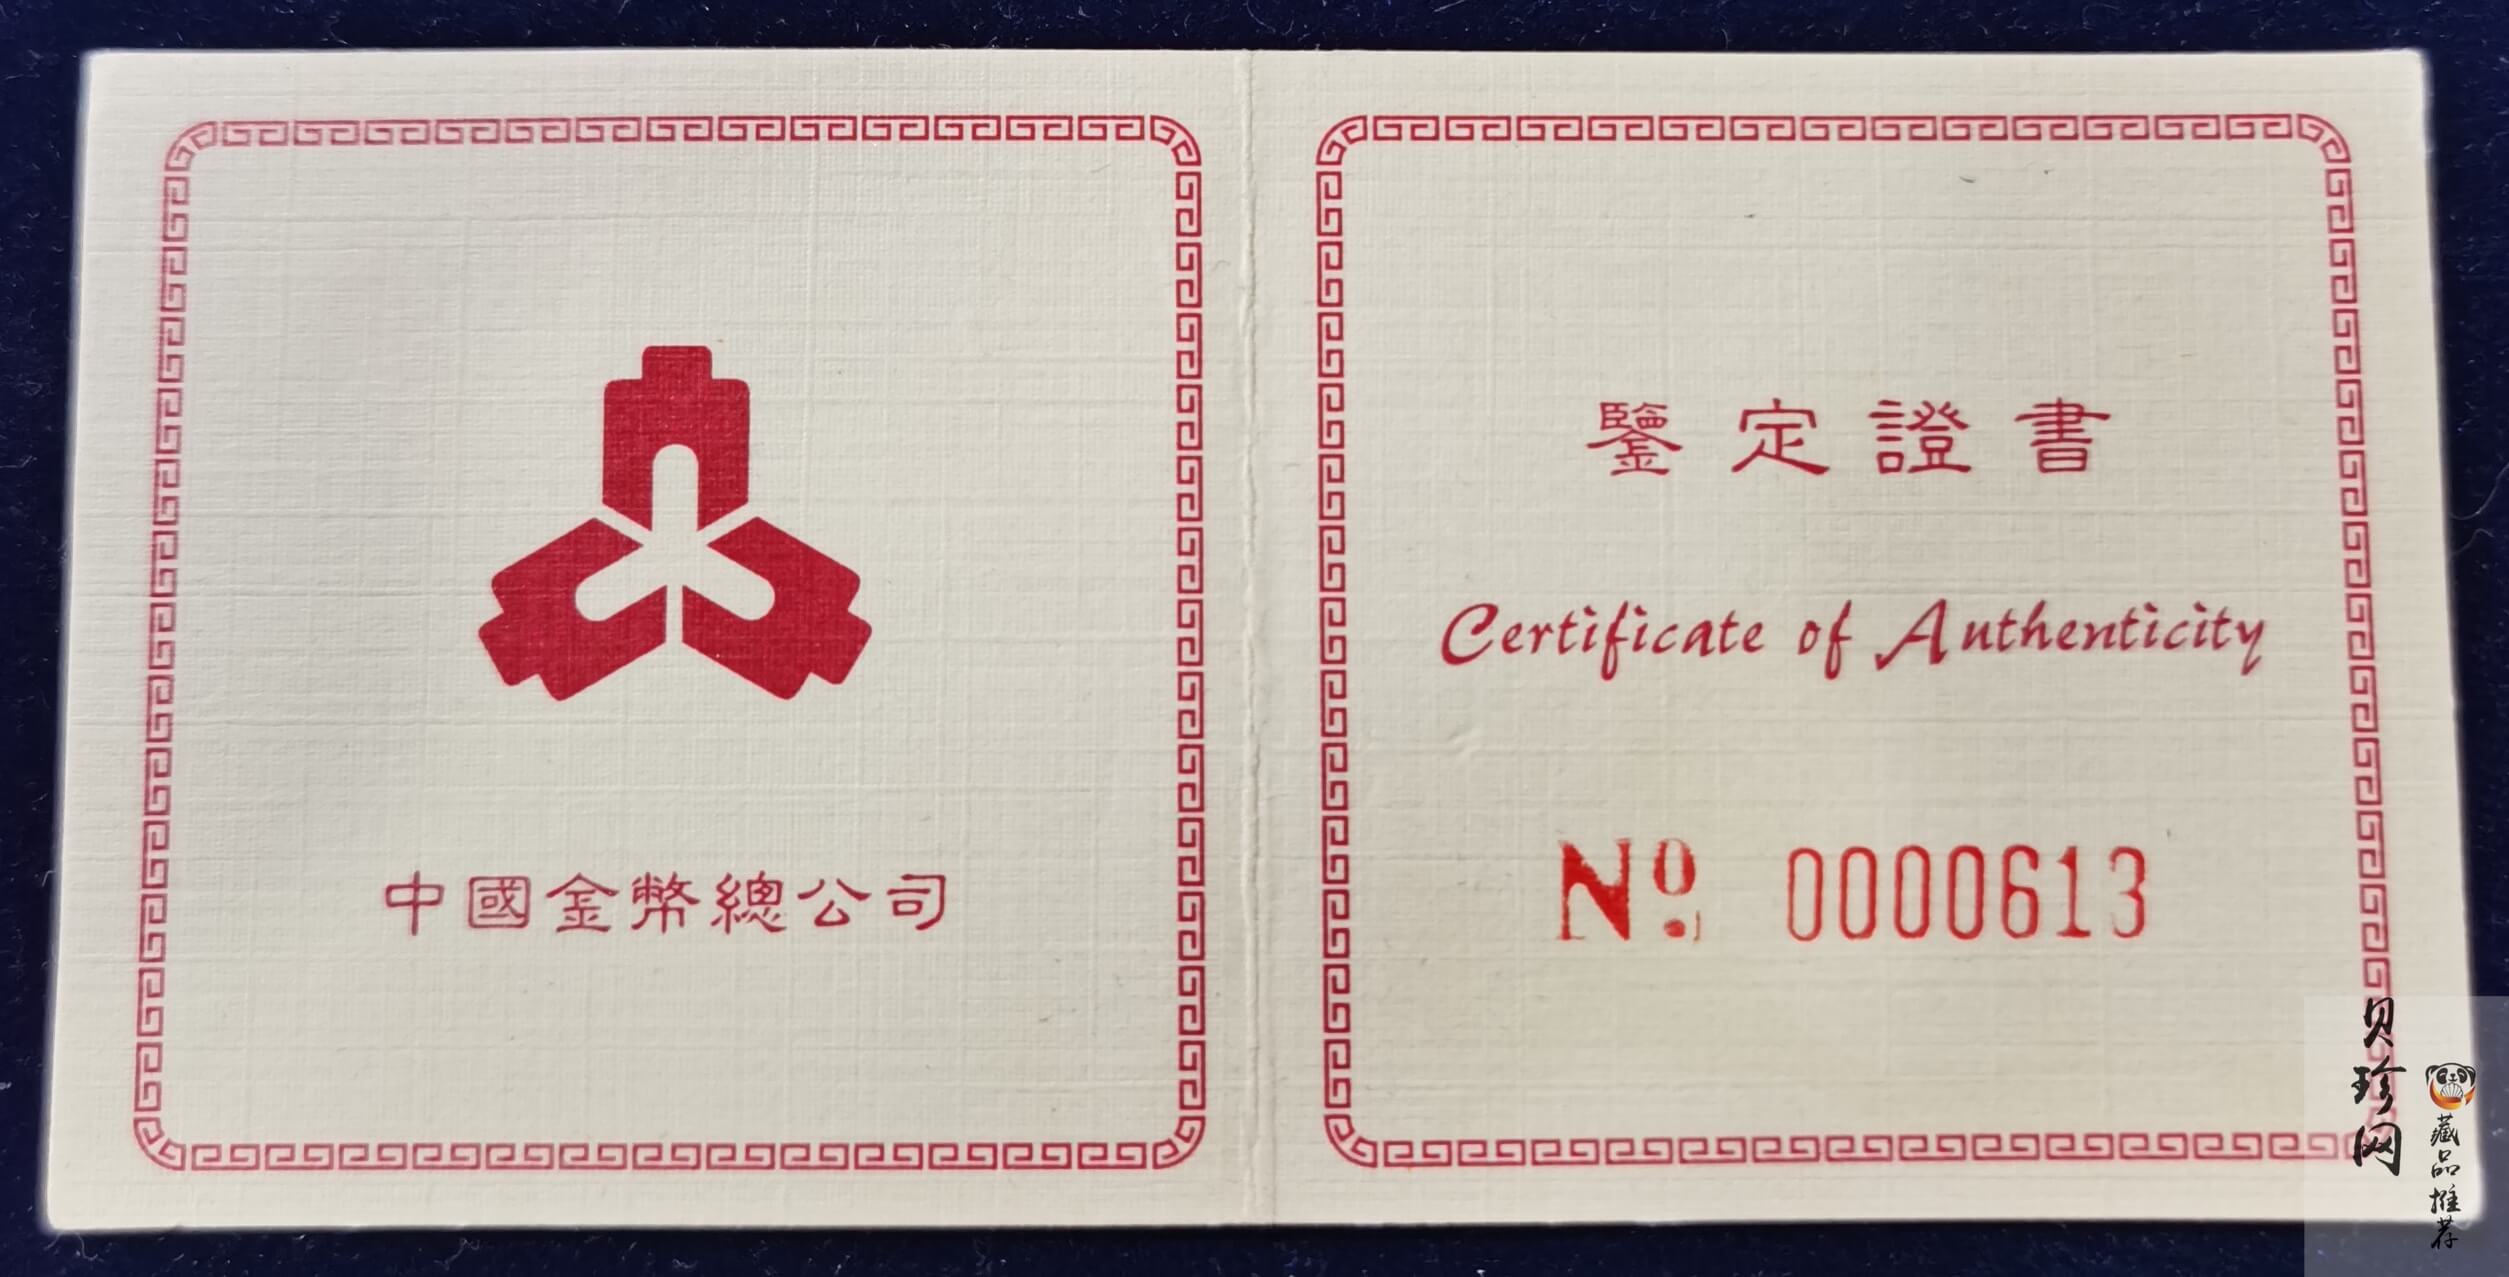 中國金幣總公司
鑒定證書
Certificate of Authenticity
Nº. 0000613
贝珍网
藏品推荐